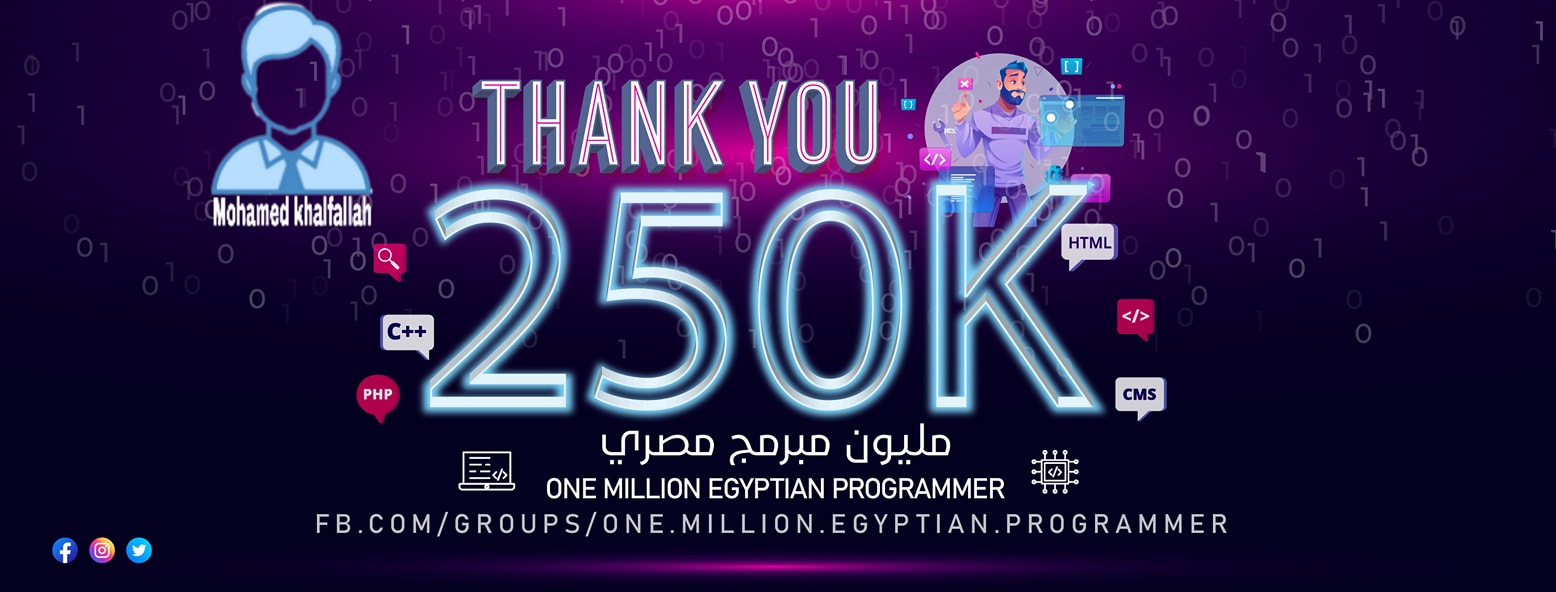 THANK YOU
Mohamed khalfallah
250K
HTML
C++
</>
PHP
CMS
مليون مبرمج مصري
ONE MILLION EGYPTIAN PROGRAMMER
FB.COM/GROUPS/ONE.MILLION.EGYPTIAN.PROGRAMMER